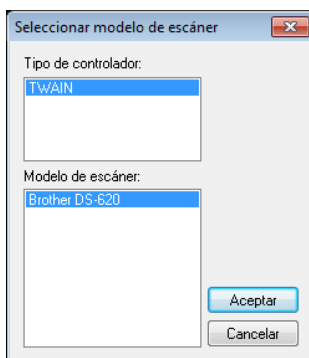 Seleccionar modelo de escáner
Tipo de controlador:
TWAIN
Modelo de escáner:
Brother DS-620
Aceptar
Cancelar